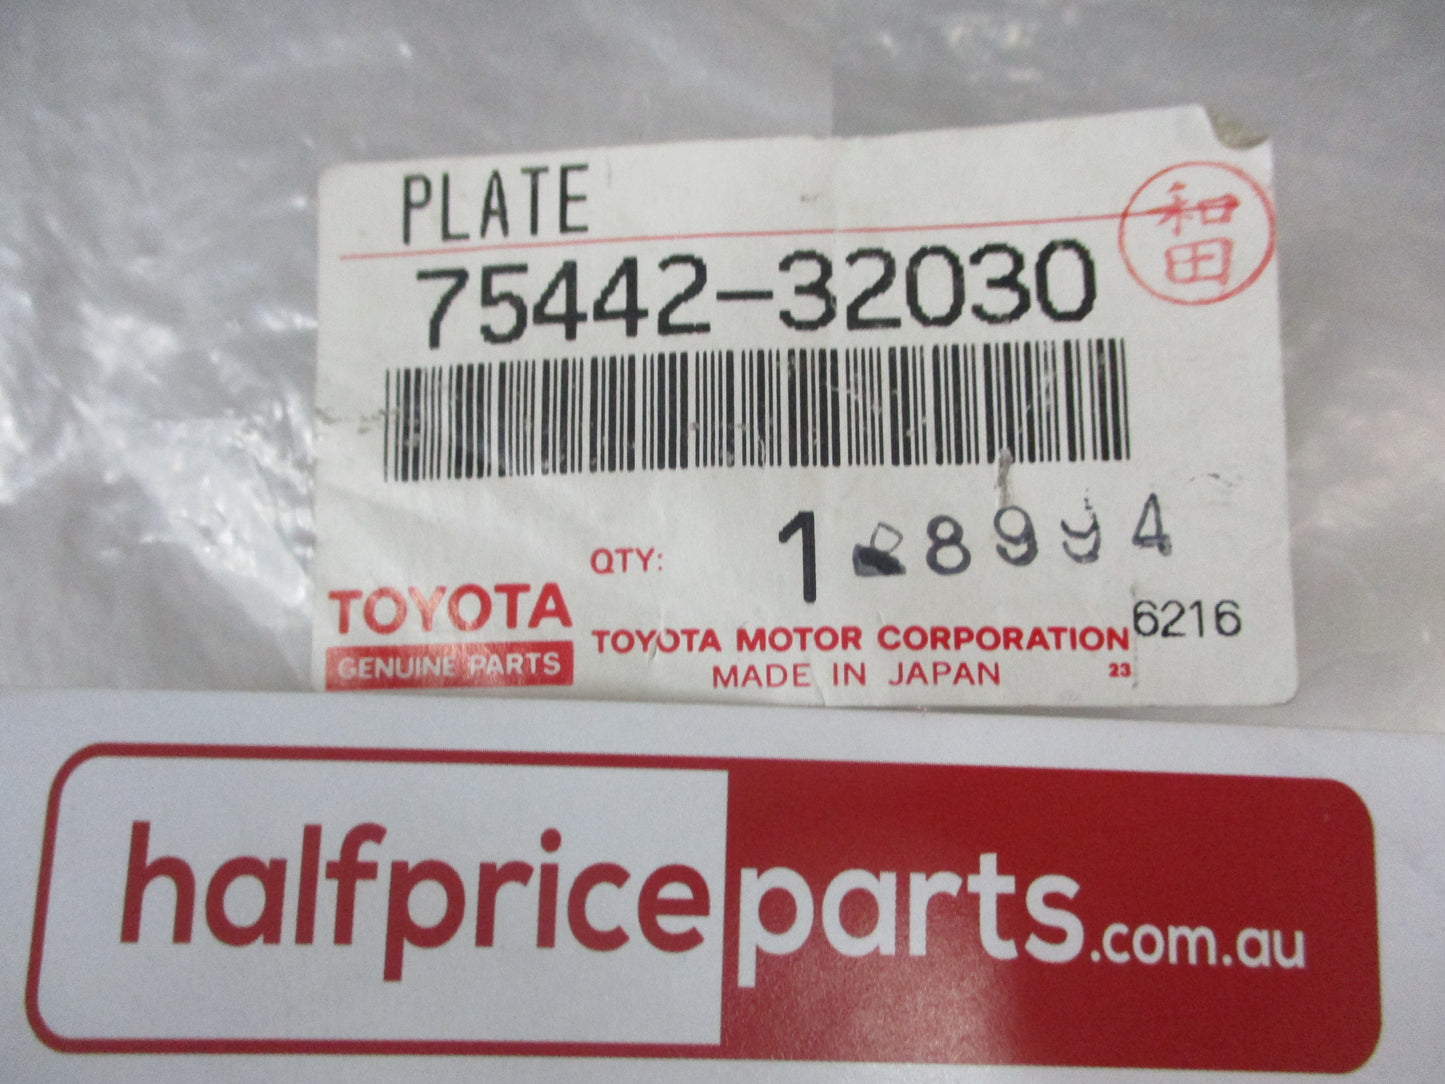 PLATE
和田
75442-32030
QTY: 1 8994
TOYOTA
GENUINE PARTS
TOYOTA MOTOR CORPORATION 6216
MADE IN JAPAN 23
halfpriceparts.com.au